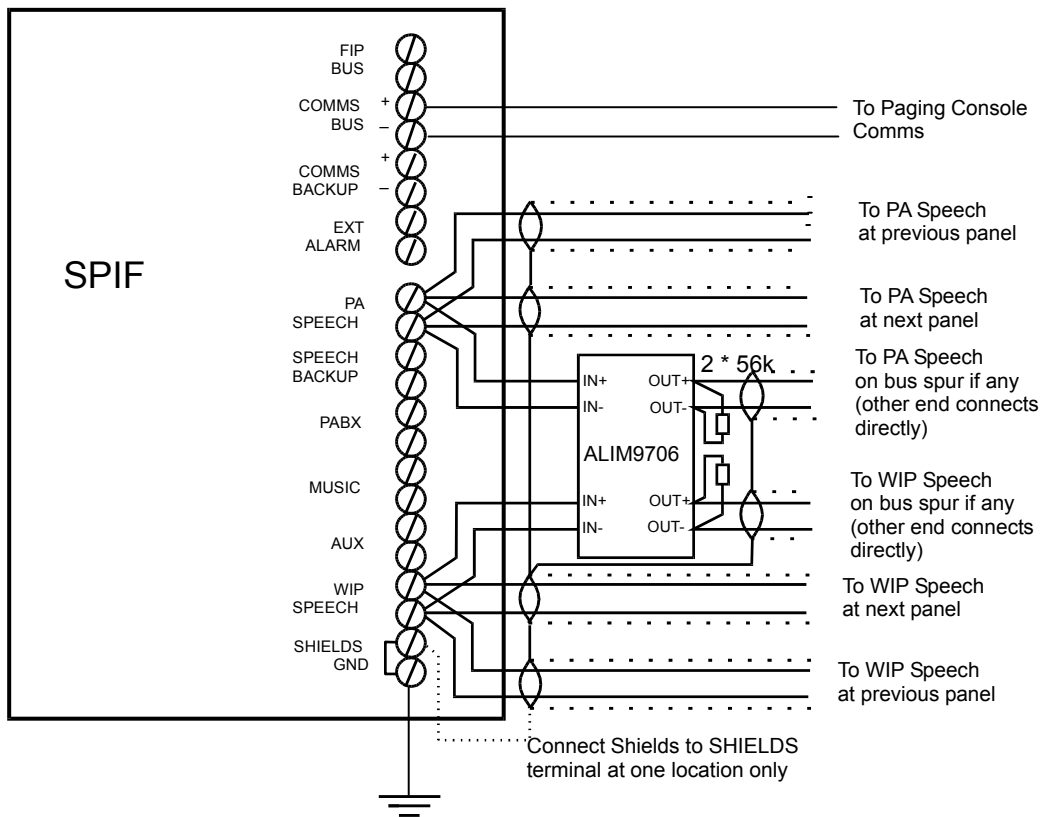 SPIF
FIP
BUS
COMMS +
BUS –
+
COMMS
BACKUP –
EXT
ALARM
PA
SPEECH
SPEECH
BACKUP
PABX
MUSIC
AUX
WIP
SPEECH
SHIELDS
GND
To Paging Console
Comms
To PA Speech
at previous panel
To PA Speech
at next panel
2 * 56k
To PA Speech
on bus spur if any
(other end connects
directly)
IN+ OUT+
IN- OUT-
ALIM9706
IN+ OUT+
IN- OUT-
To WIP Speech
on bus spur if any
(other end connects
directly)
To WIP Speech
at next panel
To WIP Speech
at previous panel
Connect Shields to SHIELDS
terminal at one location only